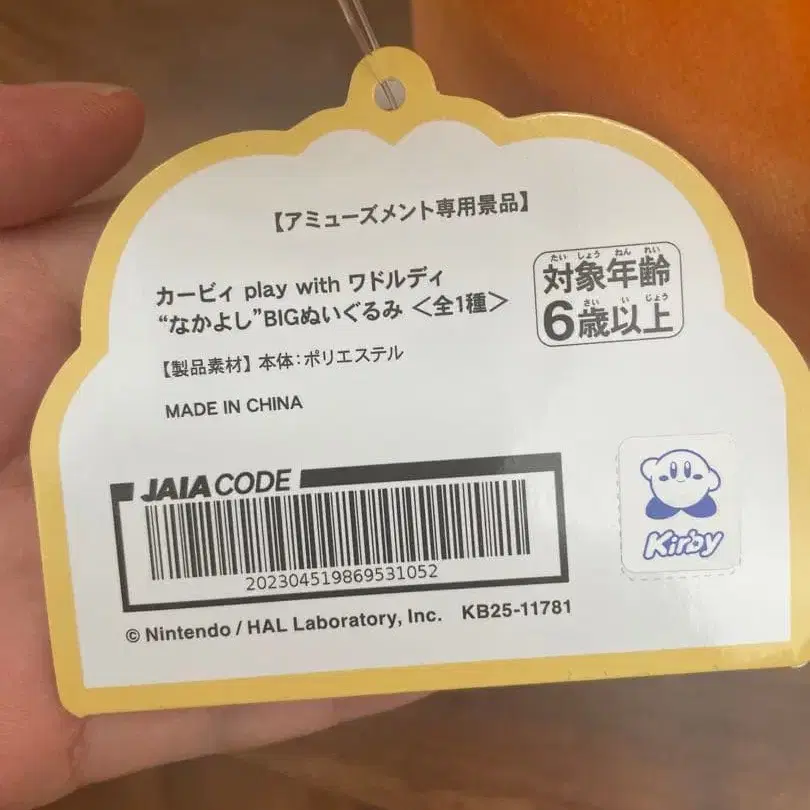 【アミューズメント専用景品】
カービィ play with ワドルディ
“なかよし”BIGぬいぐるみ ＜全1種＞
たいしょう ねんれい
対象年齢
さい い じょう
6歳以上
【製品素材】本体：ポリエステル
MADE IN CHINA
JAIA CODE
202304519869531052
© Nintendo / HAL Laboratory, Inc. KB25-11781
Kirby